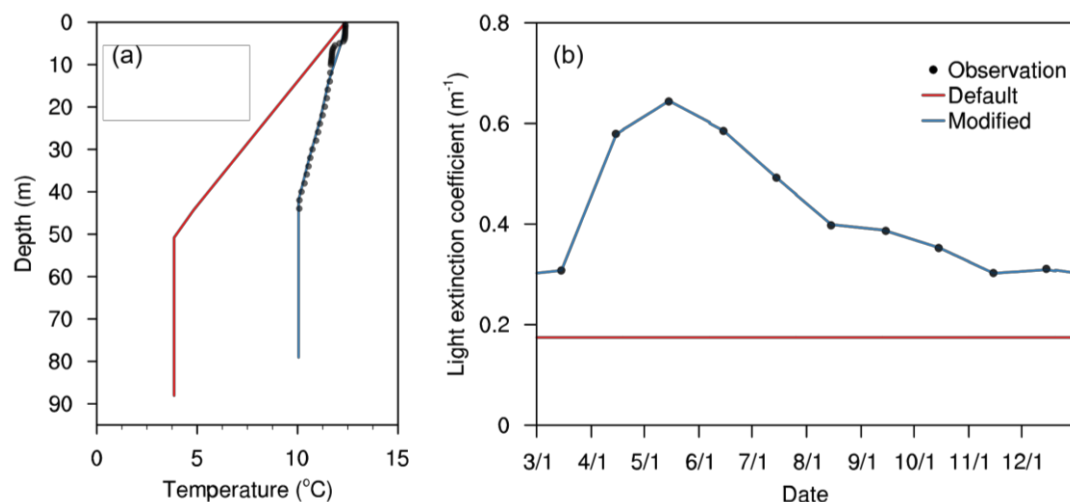 (a)
0
10
20
30
40
50
60
70
80
90
Depth (m)
0 5 10 15
Temperature (°C)
(b)
0.8
0.6
0.4
0.2
0
Light extinction coefficient (m⁻¹)
Observation
Default
Modified
3/1 4/1 5/1 6/1 7/1 8/1 9/1 10/1 11/1 12/1
Date